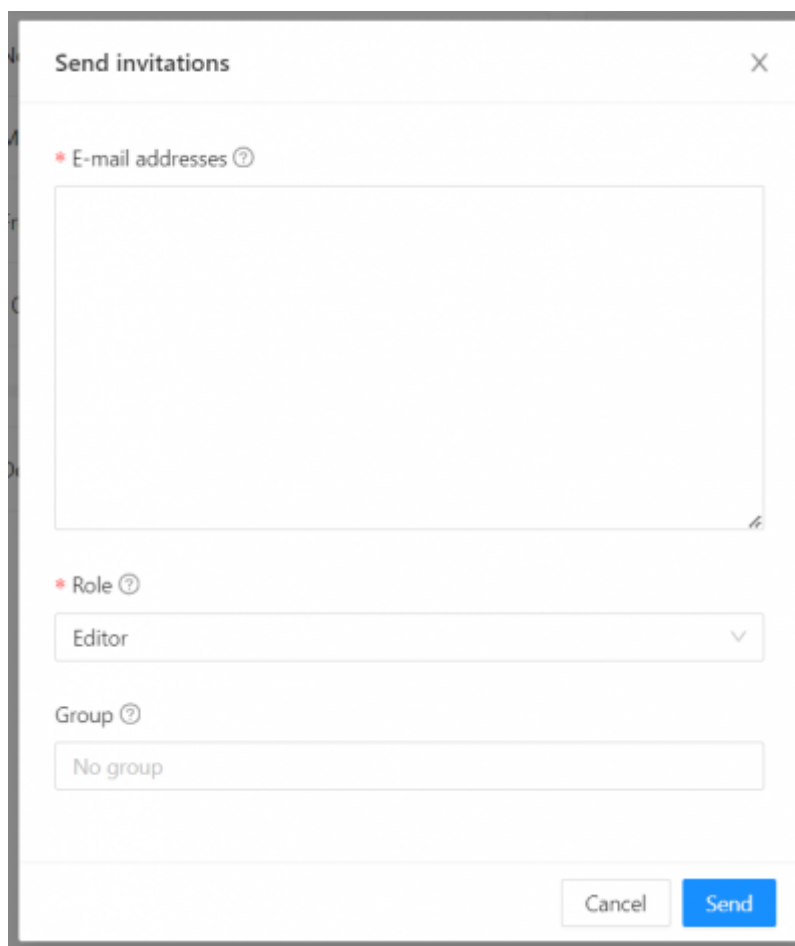 Send invitations
* E-mail addresses
* Role
Editor
Group
No group
Cancel Send